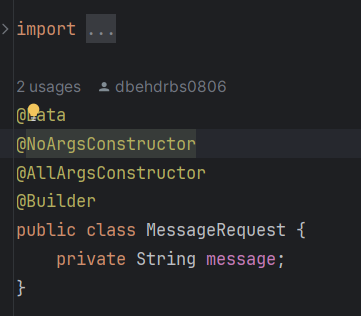 import ...
2 usages dbehdrbs0806
@Data
@NoArgsConstructor
@AllArgsConstructor
@Builder
public class MessageRequest {
private String message;
}